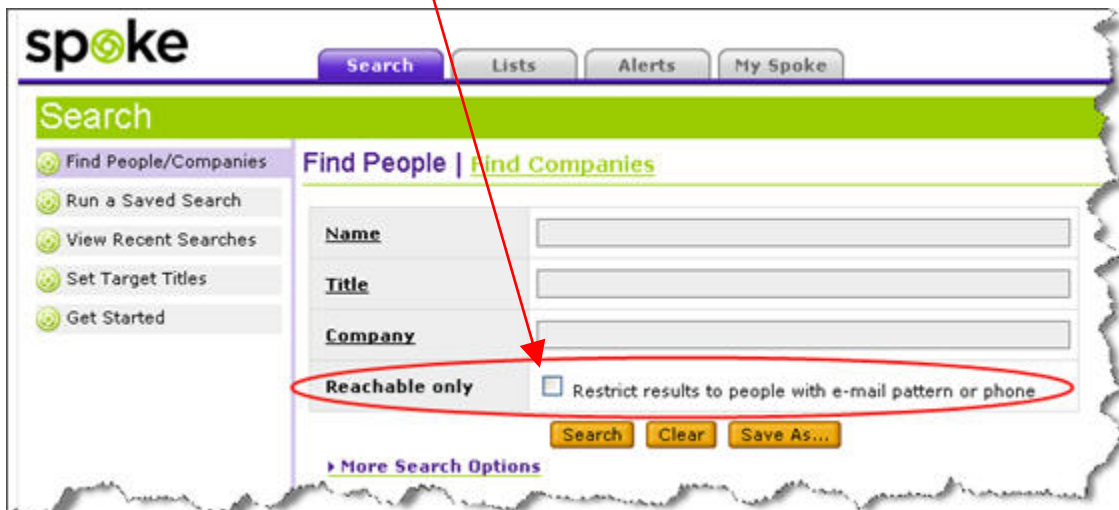 spoke
Search Lists Alerts My Spoke
Search
Find People/Companies
Run a Saved Search
View Recent Searches
Set Target Titles
Get Started
Find People | Find Companies
Name
Title
Company
Reachable only Restrict results to people with e-mail pattern or phone
Search Clear Save As...
More Search Options